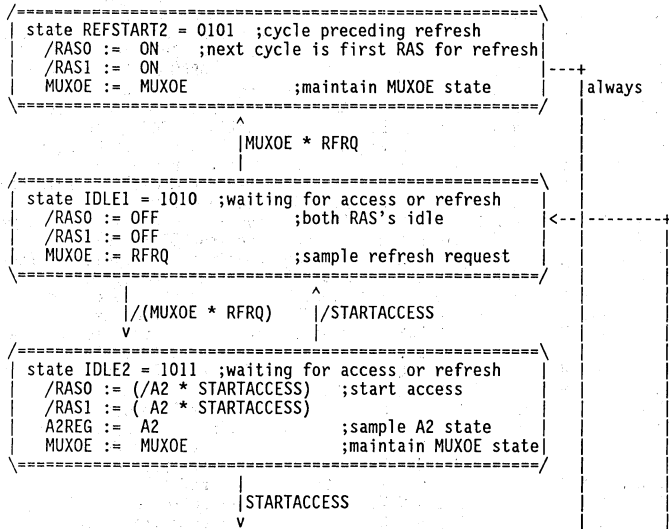 state REFSTART2 = 0101 ;cycle preceding refresh
/RAS0 := ON ;next cycle is first RAS for refresh
/RAS1 := ON
MUXOE := MUXOE ;maintain MUXOE state
always
MUXOE * RFRQ
state IDLE1 = 1010 ;waiting for access or refresh
/RAS0 := OFF ;both RAS's idle
/RAS1 := OFF
MUXOE := RFRQ ;sample refresh request
/(MUXOE * RFRQ) /STARTACCESS
state IDLE2 = 1011 ;waiting for access or refresh
/RAS0 := (/A2 * STARTACCESS) ;start access
/RAS1 := ( A2 * STARTACCESS)
A2REG := A2 ;sample A2 state
MUXOE := MUXOE ;maintain MUXOE state
STARTACCESS